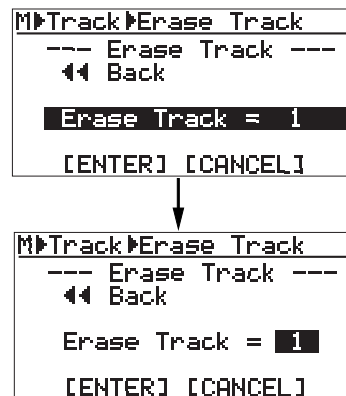 M▶Track▶Erase Track
--- Erase Track ---
◀◀ Back
Erase Track = 1
[ENTER] [CANCEL]
M▶Track▶Erase Track
--- Erase Track ---
◀◀ Back
Erase Track = 1
[ENTER] [CANCEL]